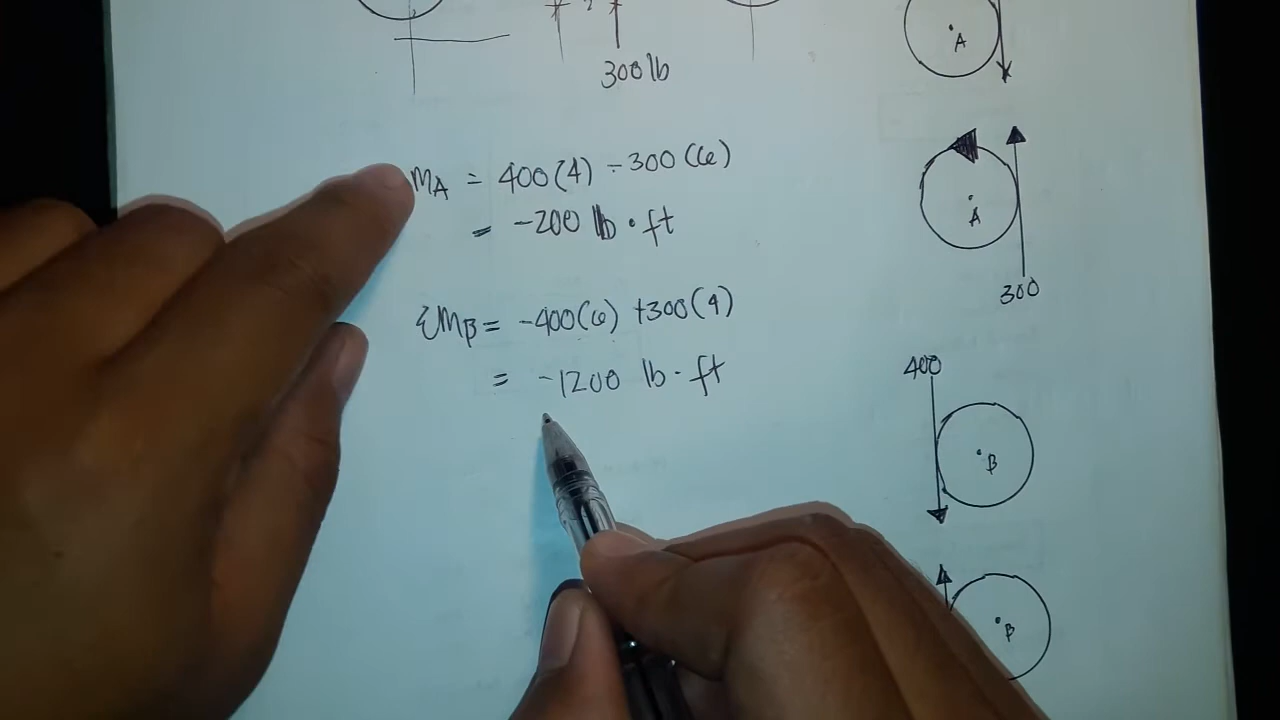 300 lb
A
MA = 400(4) - 300(6)
= -200 lb·ft
A
300
ΣMB = -400(6) +300(4)
= -1200 lb·ft
400
B
B